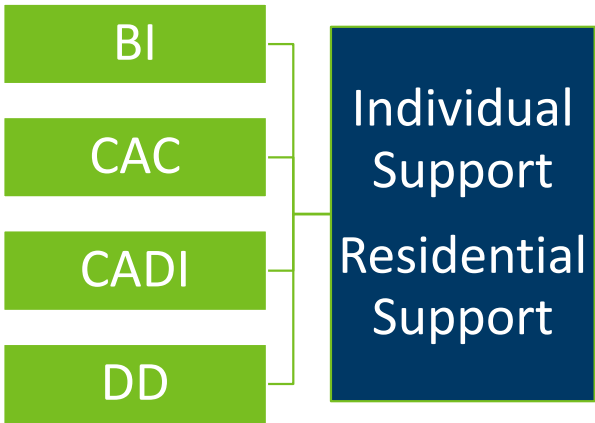 BI
CAC
CADI
DD
Individual
Support
Residential
Support